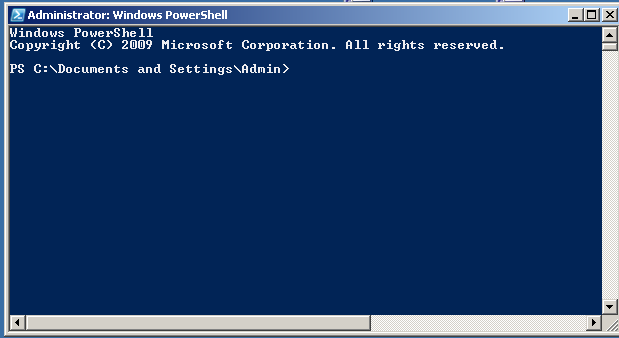 Administrator: Windows PowerShell
Windows PowerShell
Copyright (C) 2009 Microsoft Corporation. All rights reserved.
PS C:\Documents and Settings\Admin>